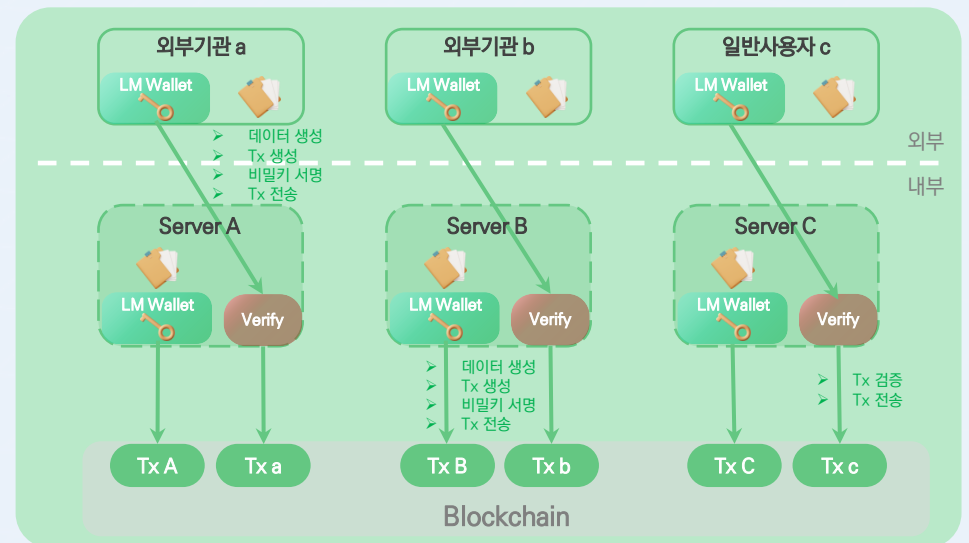 외부기관 a
외부기관 b
일반사용자 c
LM Wallet
LM Wallet
LM Wallet
➢ 데이터 생성
➢ Tx 생성
➢ 비밀키 서명
➢ Tx 전송
외부
내부
Server A
Server B
Server C
LM Wallet
Verify
LM Wallet
Verify
LM Wallet
Verify
➢ 데이터 생성
➢ Tx 생성
➢ 비밀키 서명
➢ Tx 전송
➢ Tx 검증
➢ Tx 전송
Tx A
Tx a
Tx B
Tx b
Tx C
Tx c
Blockchain